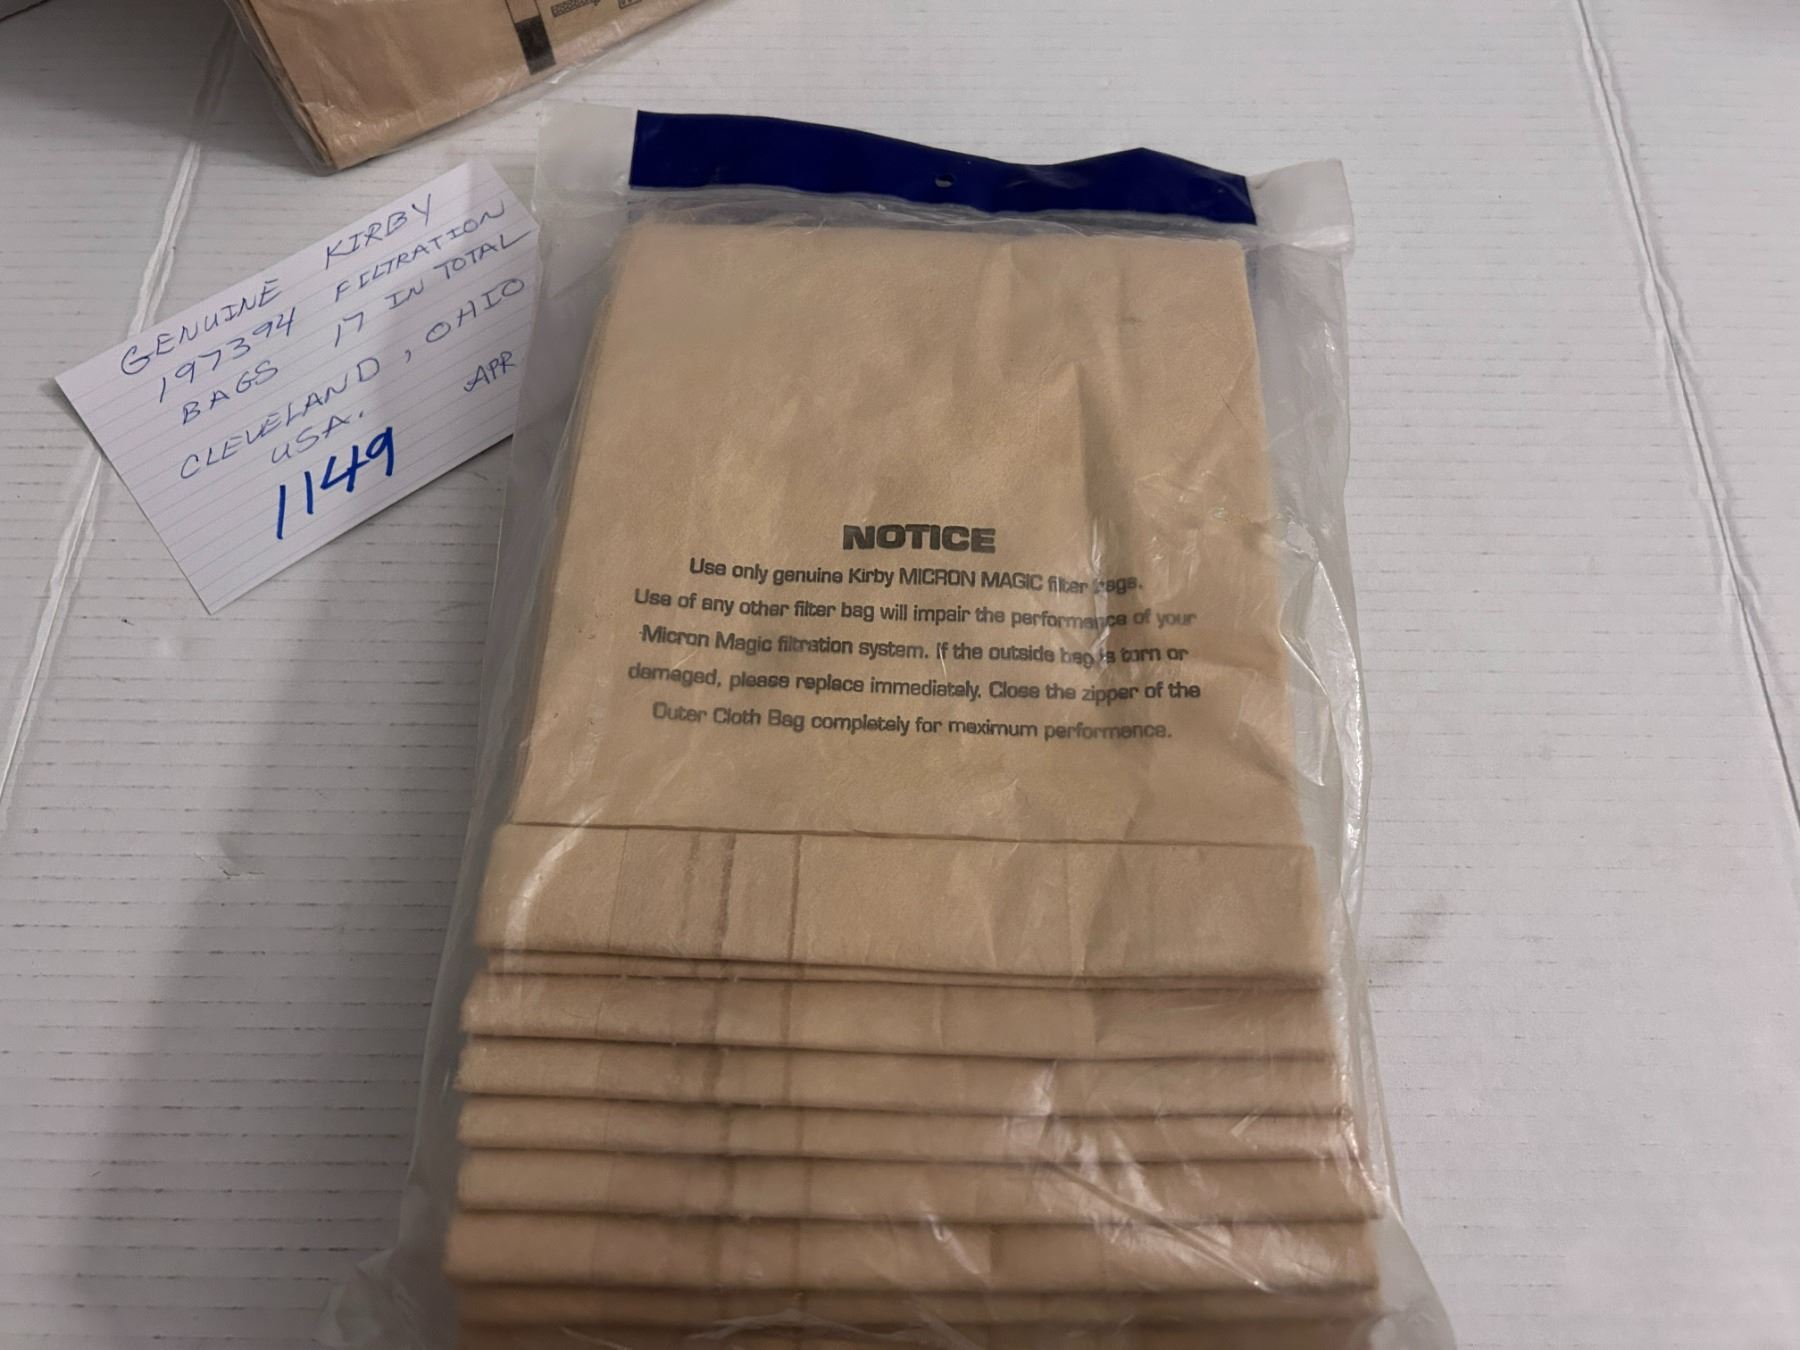 GENUINE KIRBY
197394 FILTRATION
BAGS 17 IN TOTAL
CLEVELAND, OHIO
USA. APR
1149
NOTICE
Use only genuine Kirby MICRON MAGIC filter bags.
Use of any other filter bag will impair the performance of your
Micron Magic filtration system. If the outside bag is torn or
damaged, please replace immediately. Close the zipper of the
Outer Cloth Bag completely for maximum performance.